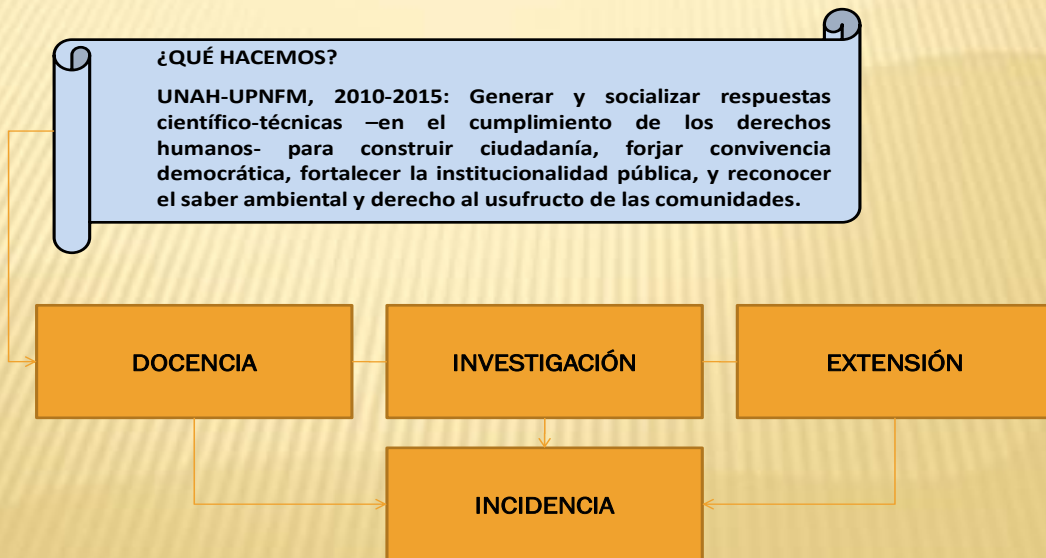 ¿QUÉ HACEMOS?
UNAH-UPNFM, 2010-2015: Generar y socializar respuestas
científico-técnicas –en el cumplimiento de los derechos
humanos- para construir ciudadanía, forjar convivencia
democrática, fortalecer la institucionalidad pública, y reconocer
el saber ambiental y derecho al usufructo de las comunidades.
DOCENCIA
INVESTIGACIÓN
EXTENSIÓN
INCIDENCIA